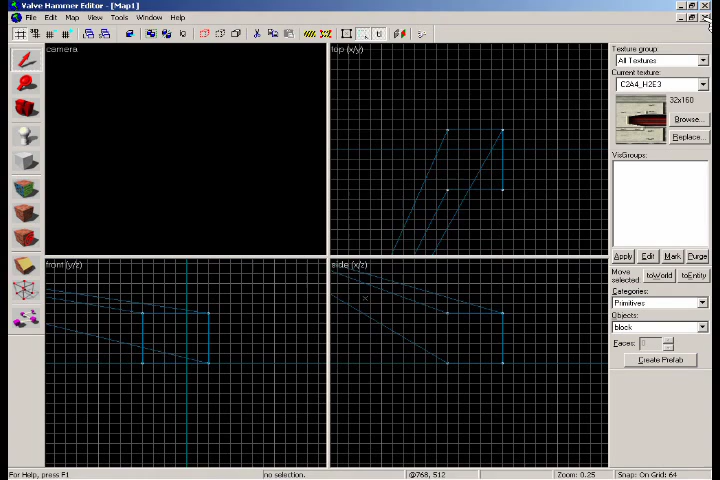 Valve Hammer Editor - [Map1]
File Edit Map View Tools Window Help
camera
top (x/y)
front (y/z)
side (x/z)
Texture group:
All Textures
Current texture:
C2A4_H2E3
32x160
Browse...
Replace...
VisGroups:
Apply Edit Mark Purge
Move selected:
toWorld toEntity
Categories:
Primitives
Objects:
block
Faces: 0
Create Prefab
For Help, press F1
no selection.
@768, 512
Zoom: 0.25
Snap: On Grid: 64